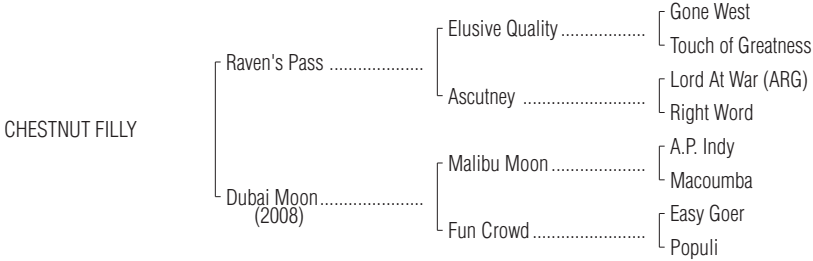 Gone West
Elusive Quality ....................
Touch of Greatness
Raven's Pass ......................
Lord At War (ARG)
Ascutney .............................
Right Word
CHESTNUT FILLY
A.P. Indy
Malibu Moon ......................
Macoumba
Dubai Moon........................
(2008)
Easy Goer
Fun Crowd ...........................
Populi